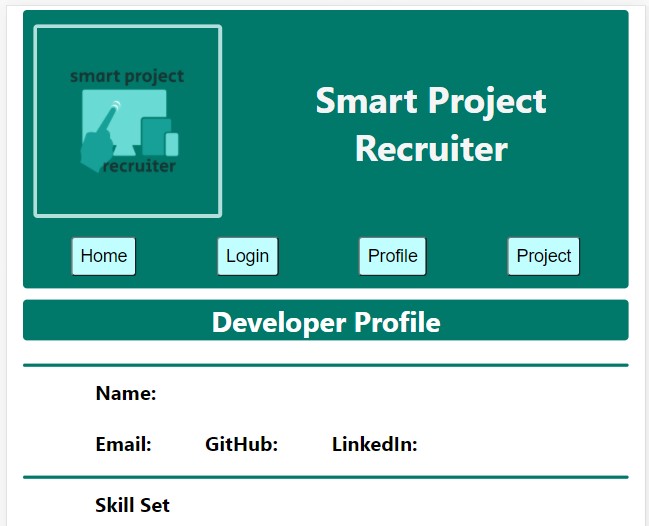 smart project
recruiter
Smart Project
Recruiter
Home Login Profile Project
Developer Profile
Name:
Email: GitHub: LinkedIn:
Skill Set